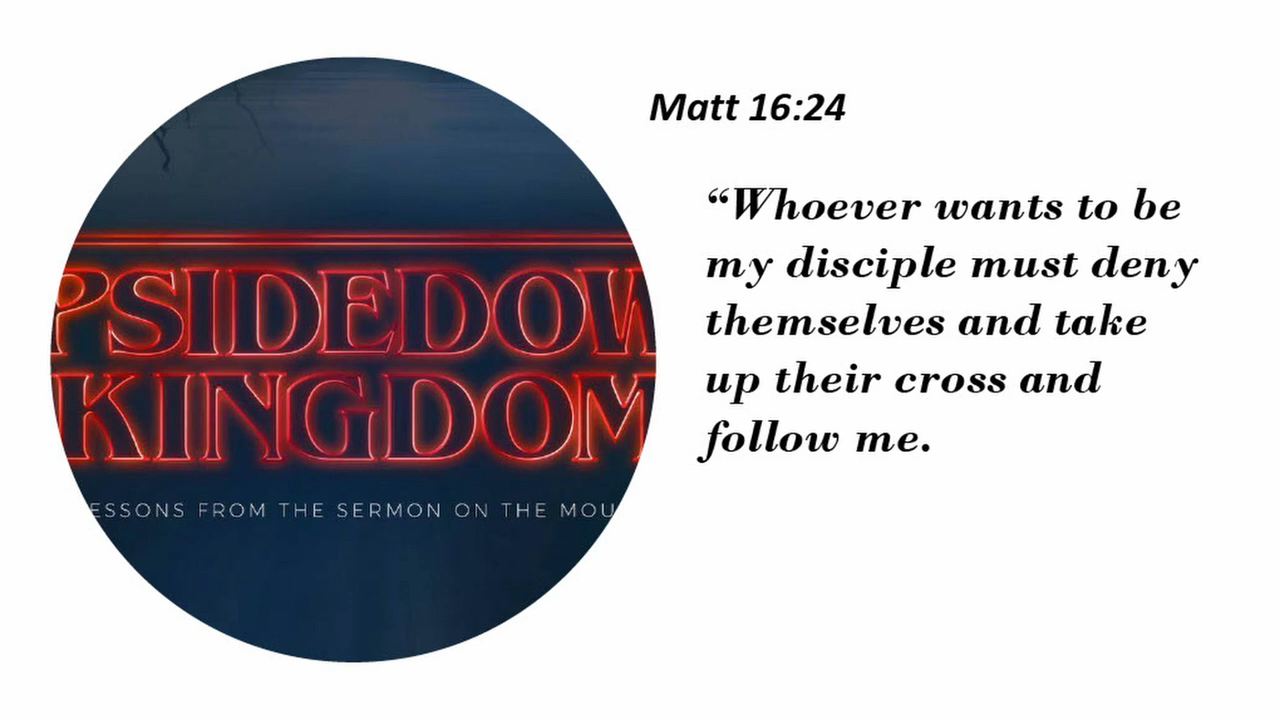 PSIDEDOW
KINGDOM
ESSONS FROM THE SERMON ON THE MOU
Matt 16:24
“Whoever wants to be
my disciple must deny
themselves and take
up their cross and
follow me.